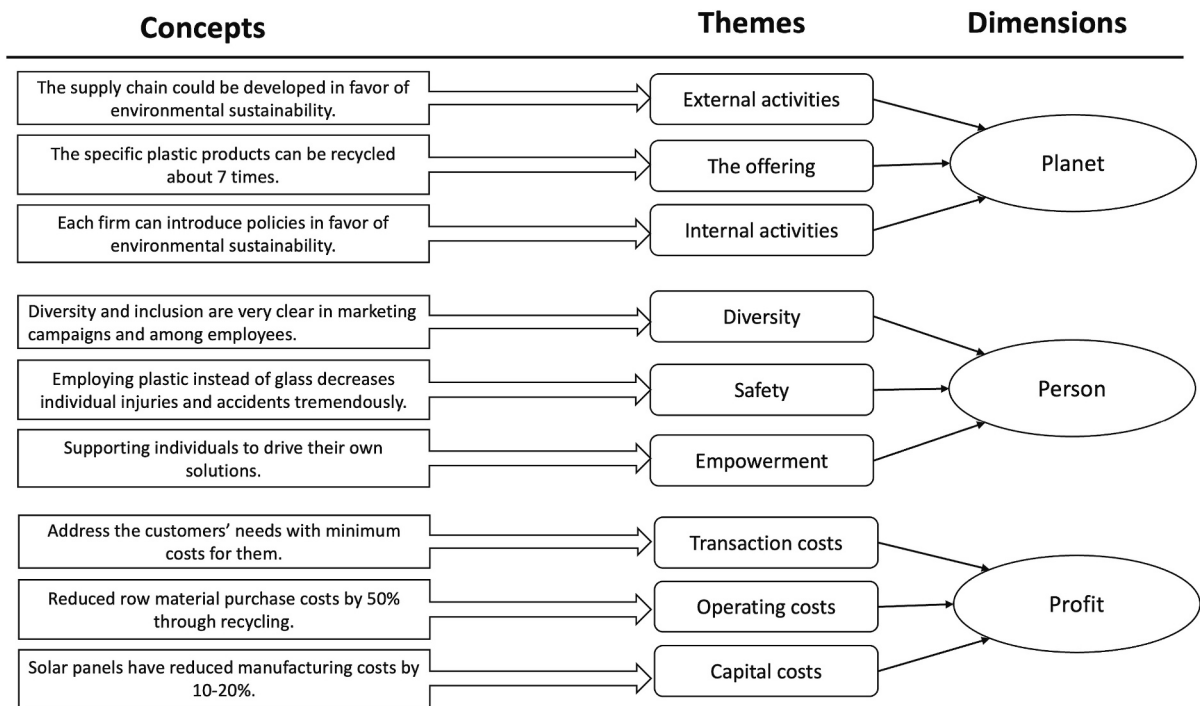 Concepts
Themes
Dimensions
The supply chain could be developed in favor of
environmental sustainability.
External activities
The specific plastic products can be recycled
about 7 times.
The offering
Planet
Each firm can introduce policies in favor of
environmental sustainability.
Internal activities
Diversity and inclusion are very clear in marketing
campaigns and among employees.
Diversity
Employing plastic instead of glass decreases
individual injuries and accidents tremendously.
Safety
Person
Supporting individuals to drive their own
solutions.
Empowerment
Address the customers’ needs with minimum
costs for them.
Transaction costs
Reduced row material purchase costs by 50%
through recycling.
Operating costs
Profit
Solar panels have reduced manufacturing costs by
10-20%.
Capital costs